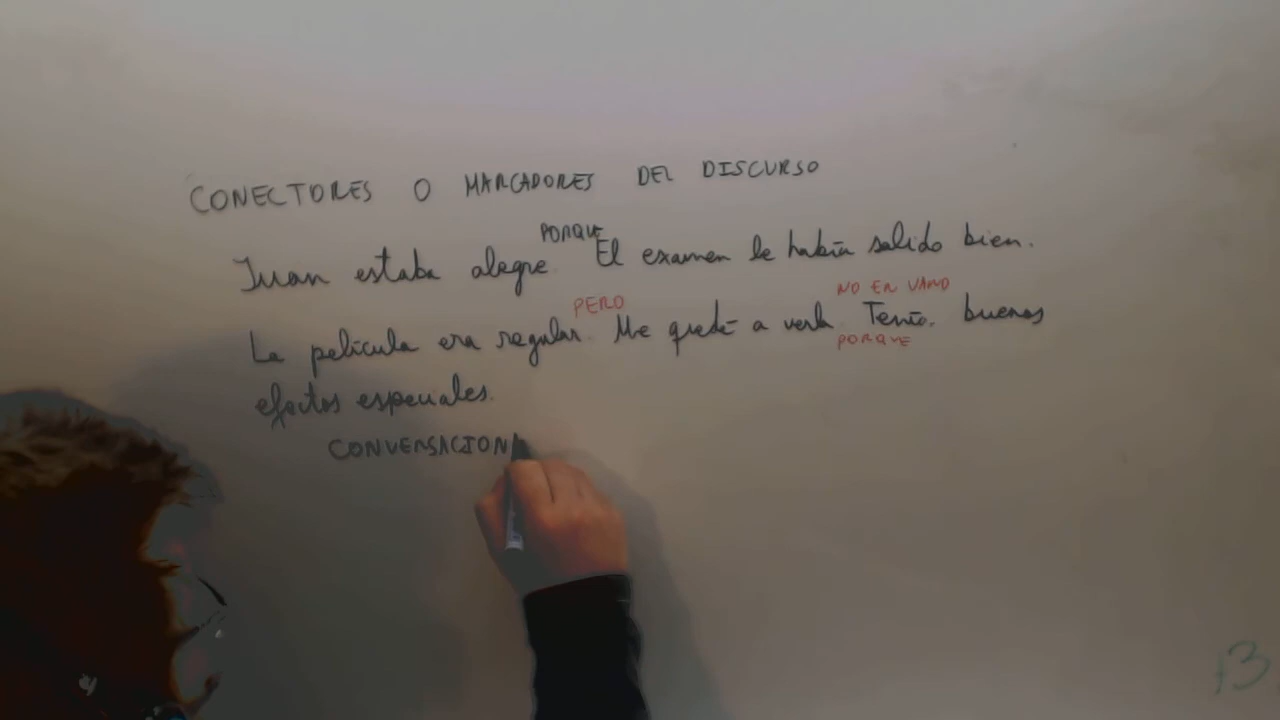 CONECTORES O MARCADORES DEL DISCURSO
PORQUE
Juan estaba alegre. El examen le había salido bien.
PERO NO EN VANO
La película era regular. Me quedé a verla. Tenía buenos
PORQUE
efectos especiales.
CONVERSACION
13